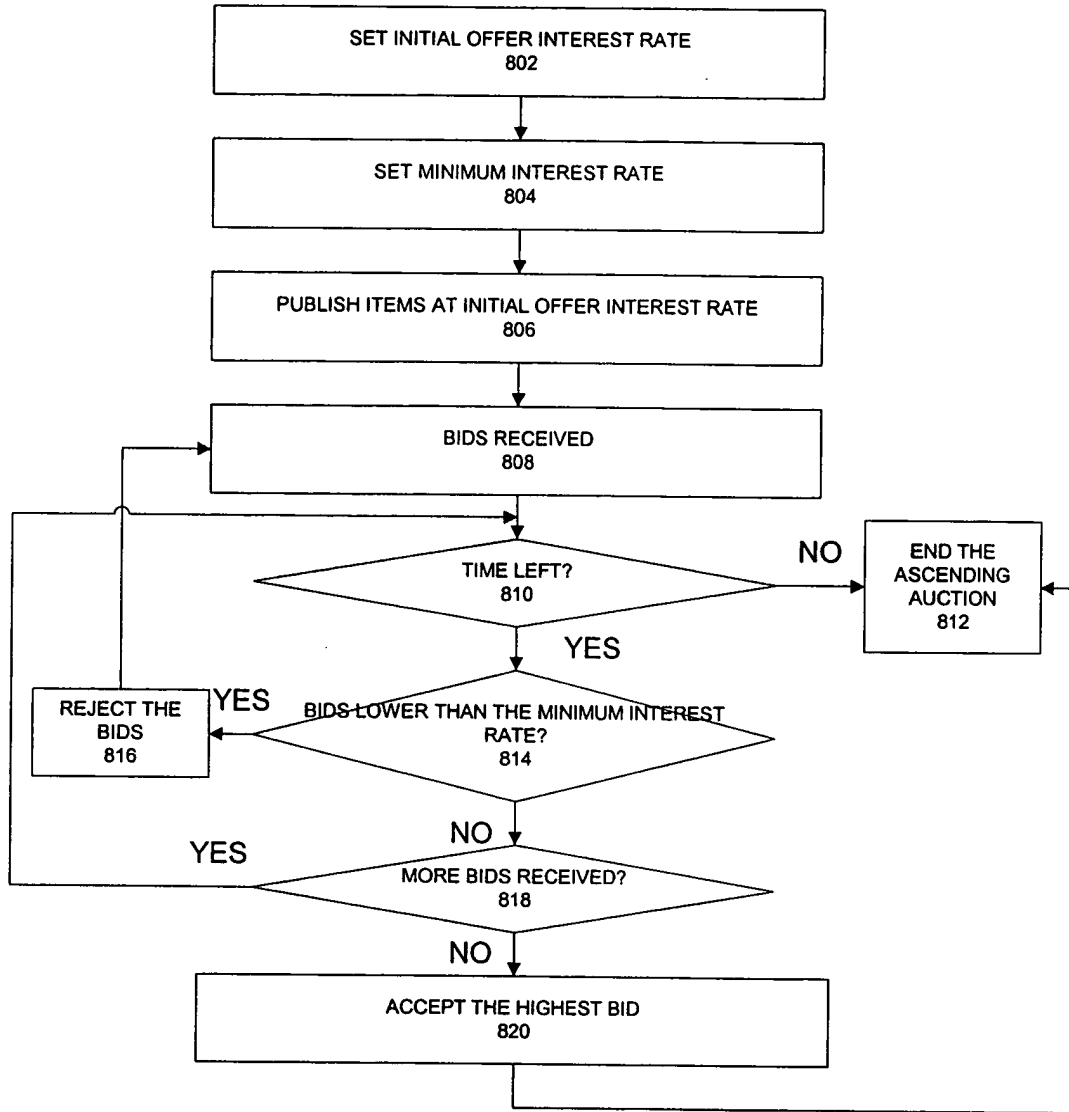 SET INITIAL OFFER INTEREST RATE
802
SET MINIMUM INTEREST RATE
804
PUBLISH ITEMS AT INITIAL OFFER INTEREST RATE
806
BIDS RECEIVED
808
TIME LEFT?
810
NO
END THE
ASCENDING
AUCTION
812
YES
BIDS LOWER THAN THE MINIMUM INTEREST
RATE?
814
YES
REJECT THE
BIDS
816
NO
MORE BIDS RECEIVED?
818
YES
NO
ACCEPT THE HIGHEST BID
820